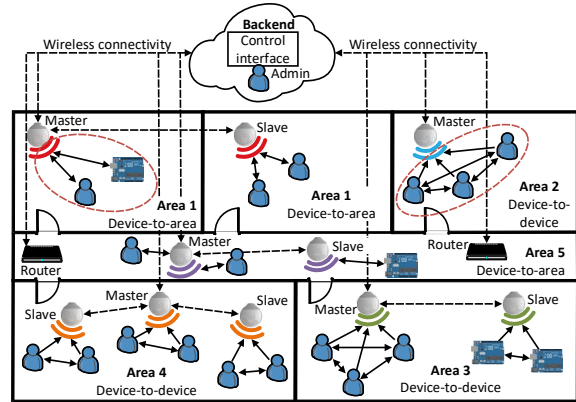 Backend
Wireless connectivity
Control
interface
Wireless connectivity
Admin
Master
Slave
Master
Area 1
Device-to-area
Area 1
Device-to-area
Area 2
Device-to-
device
Router
Master
Slave
Router
Area 5
Device-to-area
Slave
Master
Slave
Master
Slave
Area 4
Device-to-device
Area 3
Device-to-device